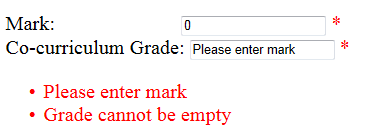 Mark: 0 *
Co-curriculum Grade: Please enter mark *
• Please enter mark
• Grade cannot be empty